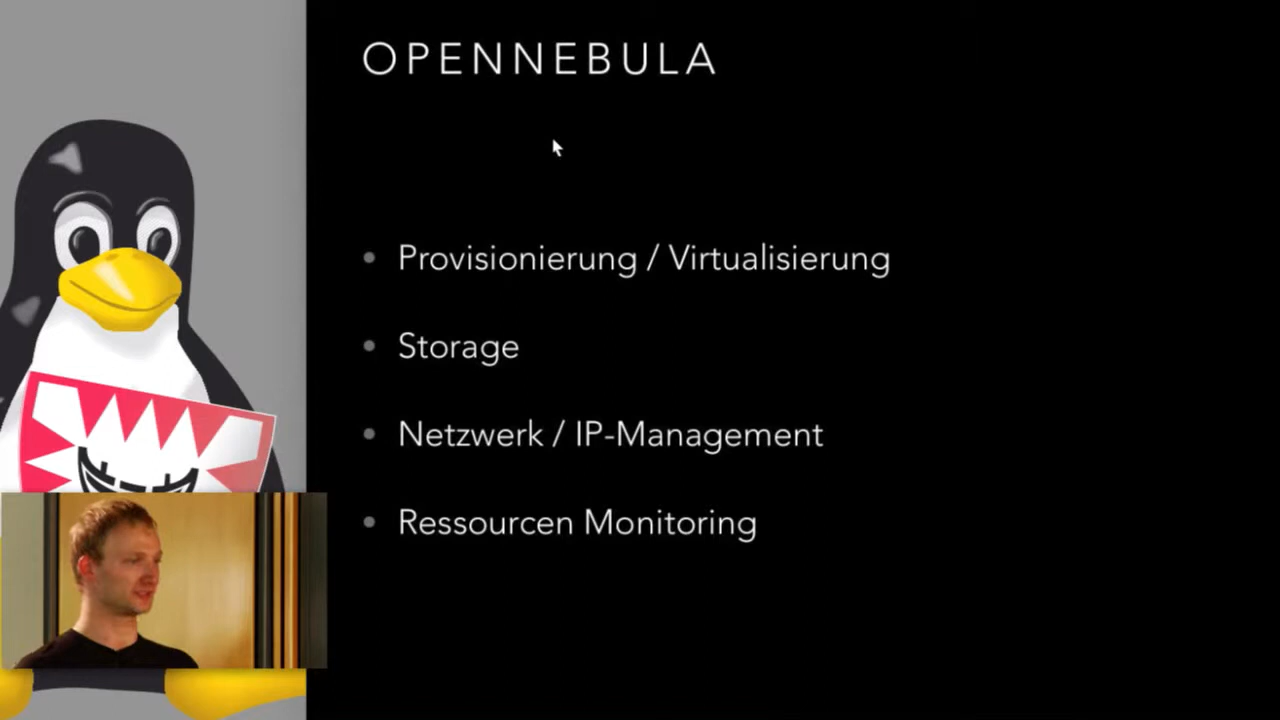 OPENNEBULA
• Provisionierung / Virtualisierung
• Storage
• Netzwerk / IP-Management
• Ressourcen Monitoring